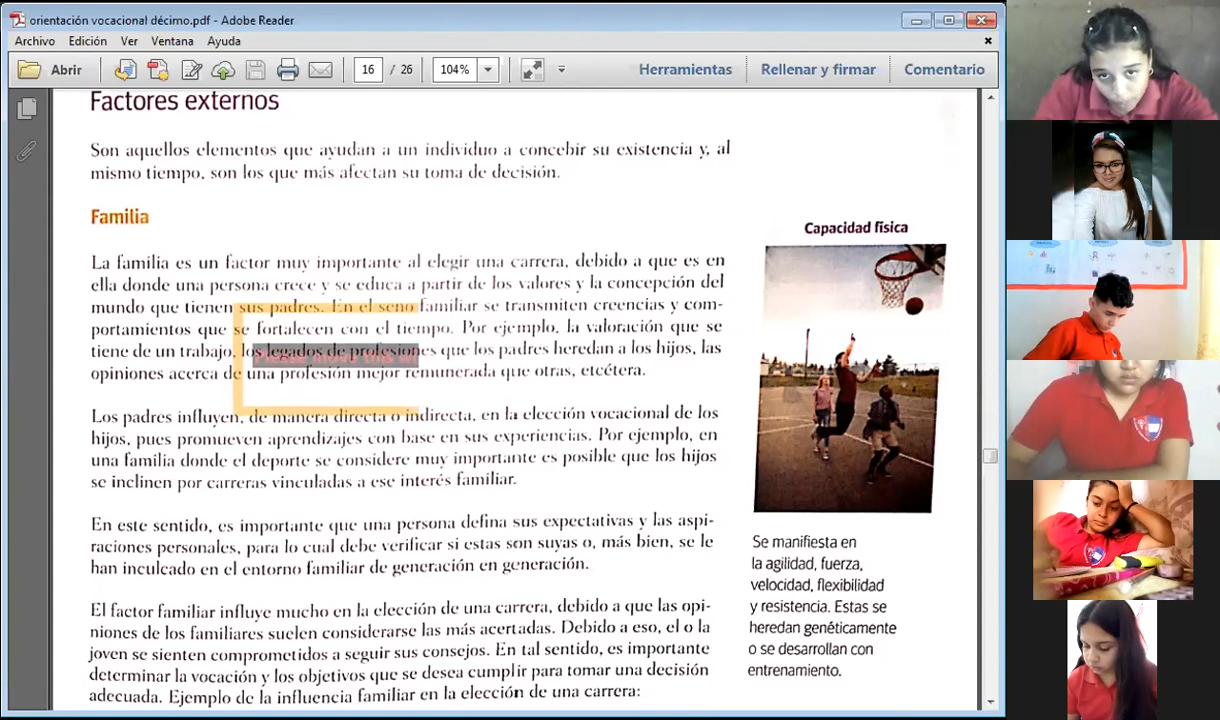 orientación vocacional décimo.pdf - Adobe Reader
Archivo Edición Ver Ventana Ayuda
Abrir 16 / 26 104% Herramientas Rellenar y firmar Comentario
Factores externos
Son aquellos elementos que ayudan a un individuo a concebir su existencia y, al
mismo tiempo, son los que más afectan su toma de decisión.
Familia
La familia es un factor muy importante al elegir una carrera, debido a que es en
ella donde una persona crece y se educa a partir de los valores y la concepción del
mundo que tienen sus padres. En el seno familiar se transmiten creencias y com-
portamientos que se fortalecen con el tiempo. Por ejemplo, la valoración que se
tiene de un trabajo, los legados de profesiones que los padres heredan a los hijos, las
opiniones acerca de una profesión mejor remunerada que otras, etcétera.
Los padres influyen, de manera directa o indirecta, en la elección vocacional de los
hijos, pues promueven aprendizajes con base en sus experiencias. Por ejemplo, en
una familia donde el deporte se considere muy importante es posible que los hijos
se inclinen por carreras vinculadas a ese interés familiar.
En este sentido, es importante que una persona defina sus expectativas y las aspi-
raciones personales, para lo cual debe verificar si estas son suyas o, más bien, se le
han inculcado en el entorno familiar de generación en generación.
El factor familiar influye mucho en la elección de una carrera, debido a que las opi-
niones de los familiares suelen considerarse las más acertadas. Debido a eso, el o la
joven se sienten comprometidos a seguir sus consejos. En tal sentido, es importante
determinar la vocación y los objetivos que se desea cumplir para tomar una decisión
adecuada. Ejemplo de la influencia familiar en la elección de una carrera:
Capacidad física
Se manifiesta en
la agilidad, fuerza,
velocidad, flexibilidad
y resistencia. Estas se
heredan genéticamente
o se desarrollan con
entrenamiento.